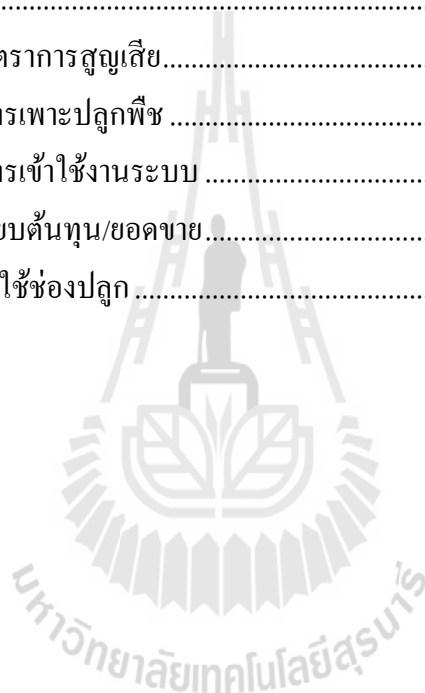 ....................................................
ตราการสูญเสีย....................................
ารเพาะปลูกพืช ..................................
ารเข้าใช้งานระบบ .............................
ยบต้นทุน/ยอดขาย.............................
ใช้ช่องปลูก ........................................
มหาวิทยาลัยเทคโนโลยีสุรนารี